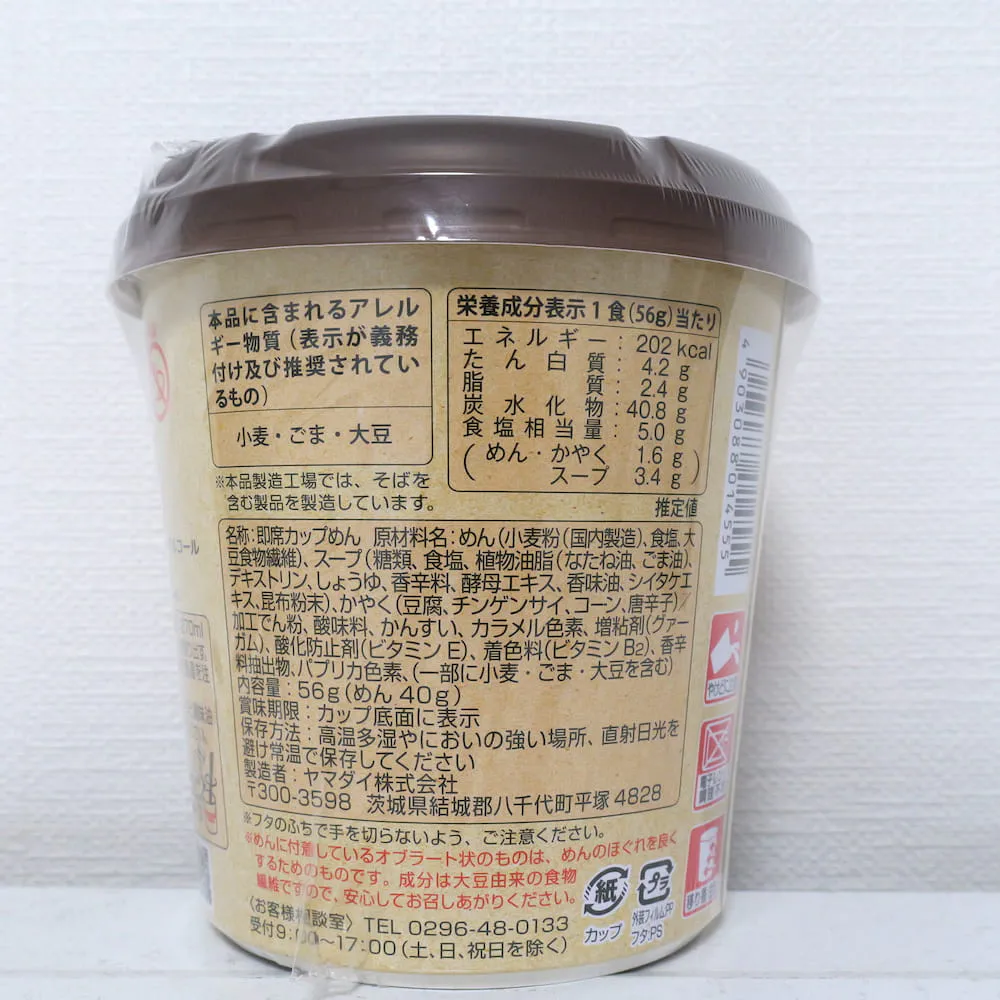 本品に含まれるアレル
ギー物質(表示が義務
付け及び推奨されてい
るもの)
小麦・ごま・大豆
※本品製造工場では、そばを
含む製品を製造しています。
栄養成分表示1食(56g)当たり
エネルギー:202kcal
たん白質:4.2g
脂質:2.4g
炭水化物:40.8g
食塩相当量:5.0g
(めん・かやく 1.6g
スープ 3.4g)
推定値
名称:即席カップめん 原材料名:めん(小麦粉(国内製造)、食塩、大
豆食物繊維)、スープ(糖類、食塩、植物油脂(なたね油、ごま油)、
デキストリン、しょうゆ、香辛料、酵母エキス、香味油、シイタケエ
キス、昆布粉末)、かやく(豆腐、チンゲンサイ、コーン、唐辛子)/
加工でん粉、酸味料、かんすい、カラメル色素、増粘剤(グァー
ガム)、酸化防止剤(ビタミンE)、着色料(ビタミンB2)、香辛
料抽出物、パプリカ色素、(一部に小麦・ごま・大豆を含む)
内容量:56g(めん40g)
賞味期限:カップ底面に表示
保存方法:高温多湿やにおいの強い場所、直射日光を
避け常温で保存してください
製造者:ヤマダイ株式会社
〒300-3598 茨城県結城郡八千代町平塚4828
※フタのふちで手を切らないよう、ご注意ください。
※めんに付着しているオブラート状のものは、めんのほぐれを良く
するためのものです。成分は大豆由来の食物
繊維ですので、安心してお召しあがりください。
〈お客様相談室〉TEL 0296-48-0133
受付9:00〜17:00(土、日、祝日を除く)
紙
カップ
プラ
外装フィルム:PP
フタ:PS
4903088014555